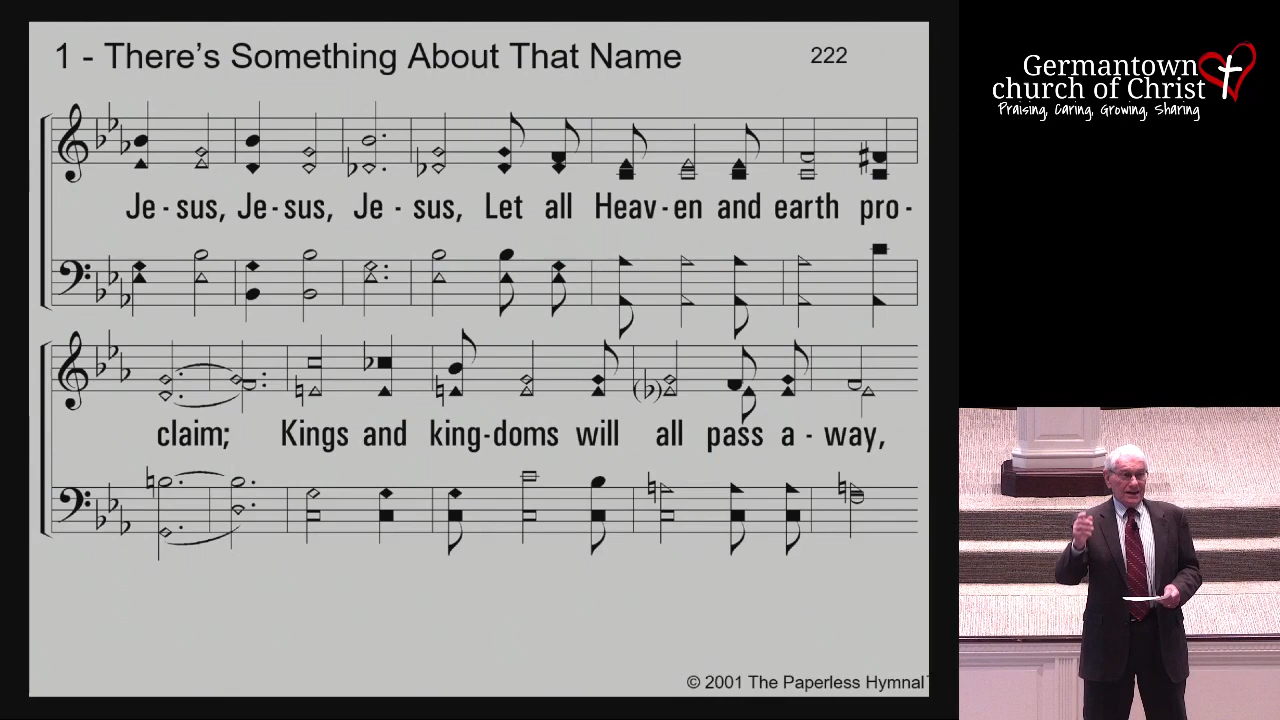 1 - There’s Something About That Name
222
Je - sus, Je - sus, Je - sus, Let all Heav - en and earth pro -
claim; Kings and king - doms will all pass a - way,
© 2001 The Paperless Hymnal™
Germantown
church of Christ
Praising, Caring, Growing, Sharing